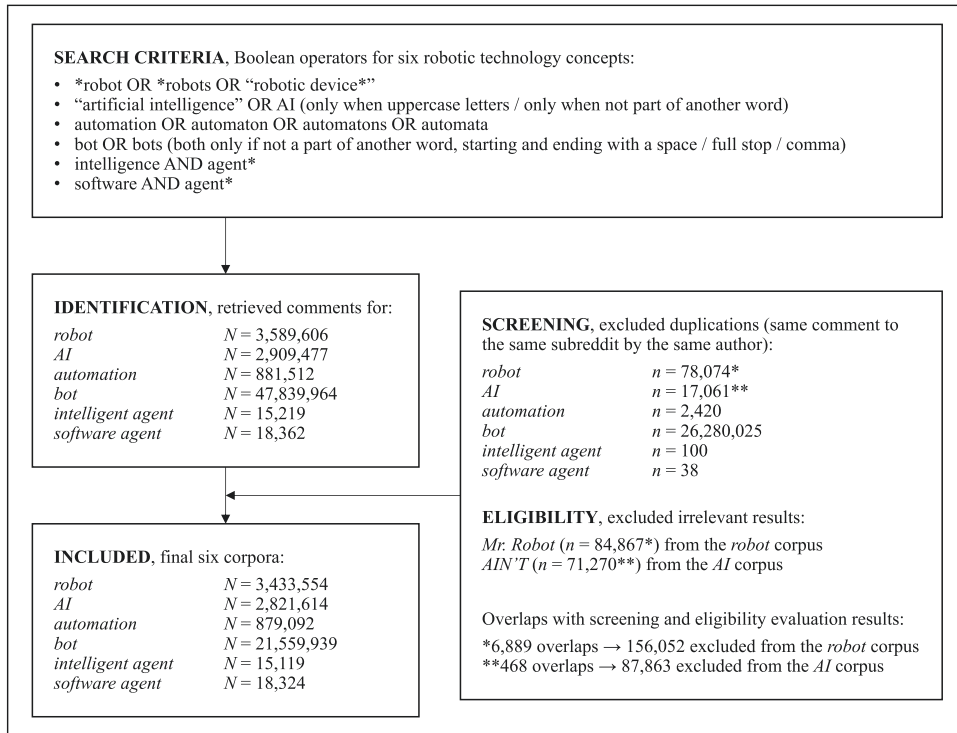 SEARCH CRITERIA, Boolean operators for six robotic technology concepts:
• *robot OR *robots OR “robotic device*”
• “artificial intelligence” OR AI (only when uppercase letters / only when not part of another word)
• automation OR automaton OR automatons OR automata
• bot OR bots (both only if not a part of another word, starting and ending with a space / full stop / comma)
• intelligence AND agent*
• software AND agent*
IDENTIFICATION, retrieved comments for:
robot N = 3,589,606
AI N = 2,909,477
automation N = 881,512
bot N = 47,839,964
intelligent agent N = 15,219
software agent N = 18,362
SCREENING, excluded duplications (same comment to
the same subreddit by the same author):
robot n = 78,074*
AI n = 17,061**
automation n = 2,420
bot n = 26,280,025
intelligent agent n = 100
software agent n = 38
ELIGIBILITY, excluded irrelevant results:
Mr. Robot (n = 84,867*) from the robot corpus
AIN’T (n = 71,270**) from the AI corpus
Overlaps with screening and eligibility evaluation results:
*6,889 overlaps → 156,052 excluded from the robot corpus
**468 overlaps → 87,863 excluded from the AI corpus
INCLUDED, final six corpora:
robot N = 3,433,554
AI N = 2,821,614
automation N = 879,092
bot N = 21,559,939
intelligent agent N = 15,119
software agent N = 18,324